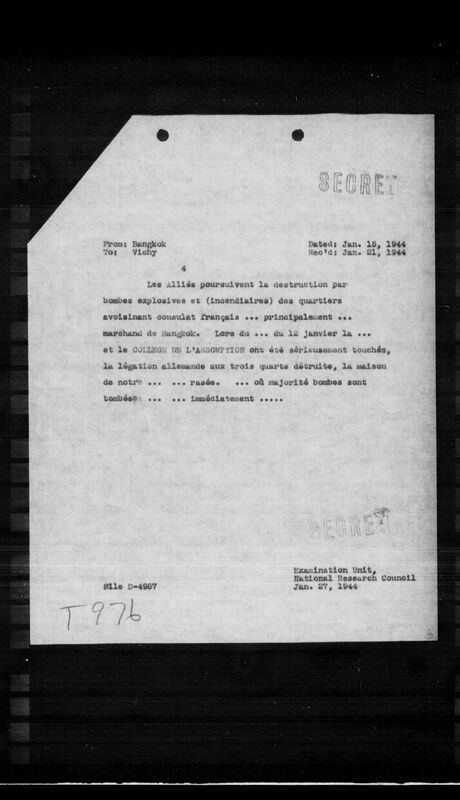 SECRET
From: Bangkok Dated: Jan. 15, 1944
To: Vichy Rec'd: Jan. 21, 1944
4
Les Alliés poursuivent la destruction par
bombes explosives et (incendiaires) des quartiers
avoisinant consulat français ... principalement ...
marchand de Bangkok. Lors du ... du 12 janvier la ...
et le COLLEGE DE L'ASSOMPTION ont été sérieusement touchés,
la légation allemande aux trois quarts détruite, la maison
de notre ... ... rasée. ... où majorité bombes sont
tombées ... ... immédiatement .....
SECRET
Examination Unit,
National Research Council
File D-4987 Jan. 27, 1944
T976